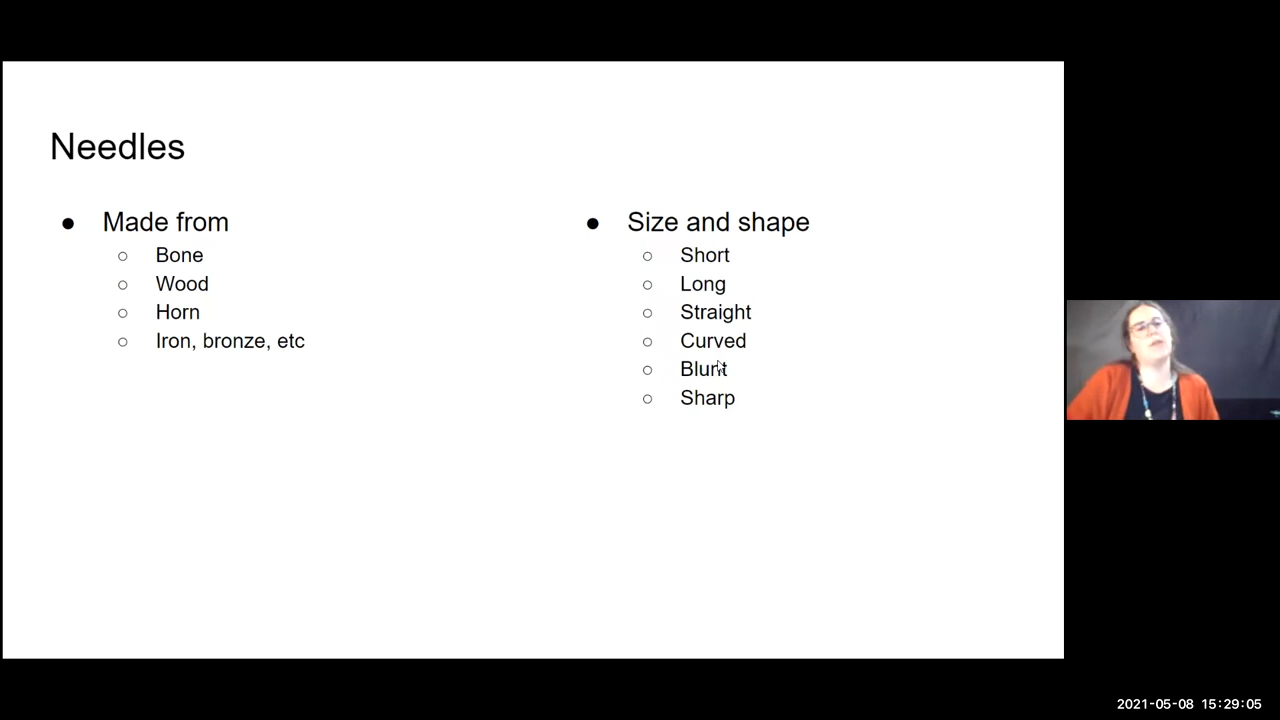 Needles
● Made from
○ Bone
○ Wood
○ Horn
○ Iron, bronze, etc
● Size and shape
○ Short
○ Long
○ Straight
○ Curved
○ Blunt
○ Sharp
2021-05-08 15:29:05